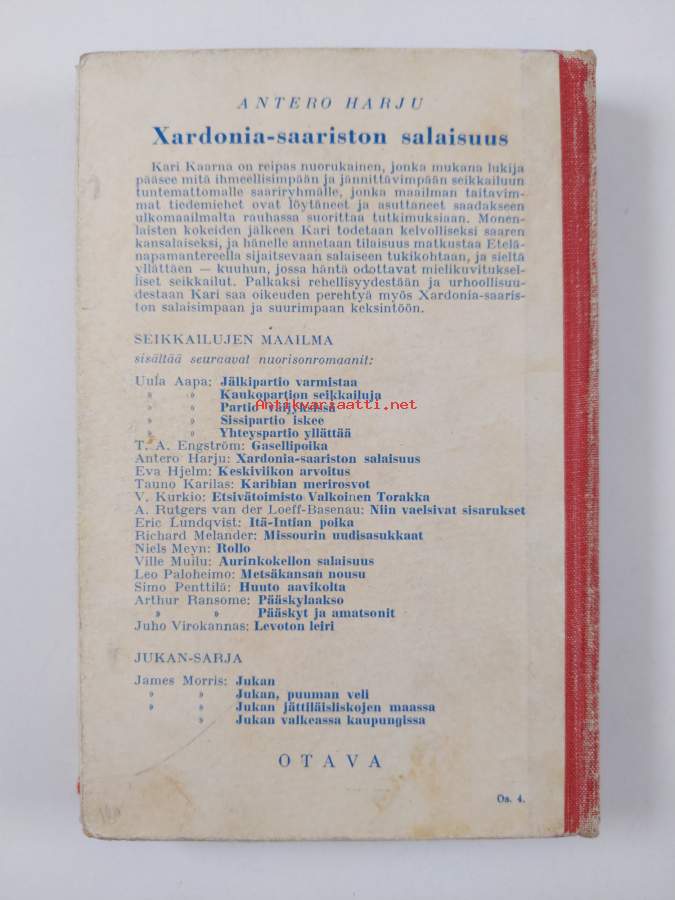 ANTERO HARJU
Xardonia-saariston salaisuus
Kari Kaarna on reipas nuorukainen, jonka mukana lukija
pääsee mitä ihmeellisimpään ja jännittävimpään seikkailuun
tuntemattomalle saariryhmälle, jonka maailman taitavim-
mat tiedemiehet ovat löytäneet ja asuttaneet saadakseen
ulkomaailmalta rauhassa suorittaa tutkimuksiaan. Monen-
laisten kokeiden jälkeen Kari todetaan kelvolliseksi saaren
kansalaiseksi, ja hänelle annetaan tilaisuus matkustaa Etelä-
napamantereella sijaitsevaan salaiseen tukikohtaan, ja sieltä
yllättäen — kuuhun, jossa häntä odottavat mielikuvituksel-
liset seikkailut. Palkaksi rehellisyydestään ja urhoollisuu-
destaan Kari saa oikeuden perehtyä myös Xardonia-saaris-
ton salaisimpaan ja suurimpaan keksintöön.
SEIKKAILUJEN MAAILMA
sisältää seuraavat nuorisonromaanit:
Uula Aapa: Jälkipartio varmistaa
» » Kaukopartion seikkailuja
» » Partio väijyksissä
» » Sissipartio iskee
» » Yhteyspartio yllättää
Antikvariaatti.net
T. A. Engström: Gasellipoika
Antero Harju: Xardonia-saariston salaisuus
Eva Hjelm: Keskiviikon arvoitus
Tauno Karilas: Karibian merirosvot
V. Kurkio: Etsivätoimisto Valkoinen Torakka
A. Rutgers van der Loeff-Basenau: Niin vaelsivat sisarukset
Eric Lundqvist: Itä-Intian poika
Richard Melander: Missourin uudisasukkaat
Niels Meyn: Rollo
Ville Muilu: Aurinkokellon salaisuus
Leo Paloheimo: Metsäkansan nousu
Simo Penttilä: Huuto aavikolta
Arthur Ransome: Pääskylaakso
» » Pääskyt ja amatsonit
Juho Virokannas: Levoton leiri
JUKAN-SARJA
James Morris: Jukan
» » Jukan, puuman veli
» » Jukan jättiläisliskojen maassa
» Jukan valkeassa kaupungissa
OTAVA
Os. 4.